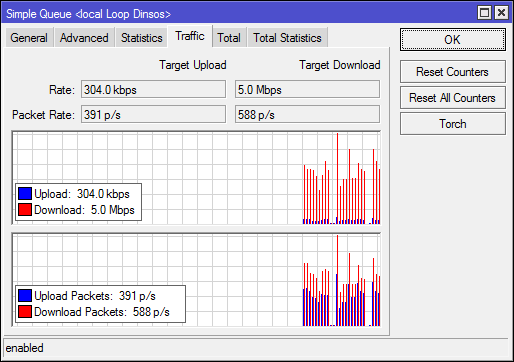 Simple Queue <local Loop Dinsos>
General Advanced Statistics Traffic Total Total Statistics
OK
Reset Counters
Reset All Counters
Torch
Target Upload Target Download
Rate: 304.0 kbps 5.0 Mbps
Packet Rate: 391 p/s 588 p/s
Upload: 304.0 kbps
Download: 5.0 Mbps
Upload Packets: 391 p/s
Download Packets: 588 p/s
enabled